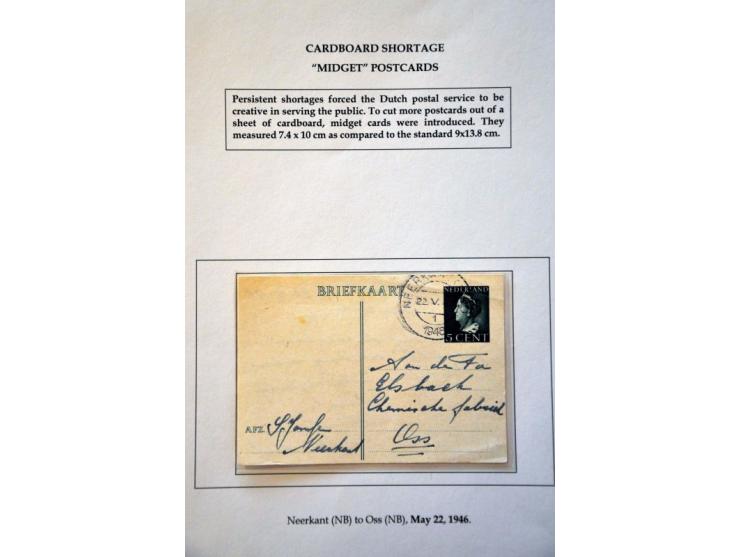 CARDBOARD SHORTAGE
"MIDGET" POSTCARDS
Persistent shortages forced the Dutch postal service to be
creative in serving the public. To cut more postcards out of a
sheet of cardboard, midget cards were introduced. They
measured 7.4 x 10 cm as compared to the standard 9x13.8 cm.
BRIEFKAART
22.V.
1
1946
NEDERLAND
5 CENT
Aan de Fa
Elsbach
Chemische fabriek
Oss
AFZ.
Neerkant
Neerkant (NB) to Oss (NB), May 22, 1946.